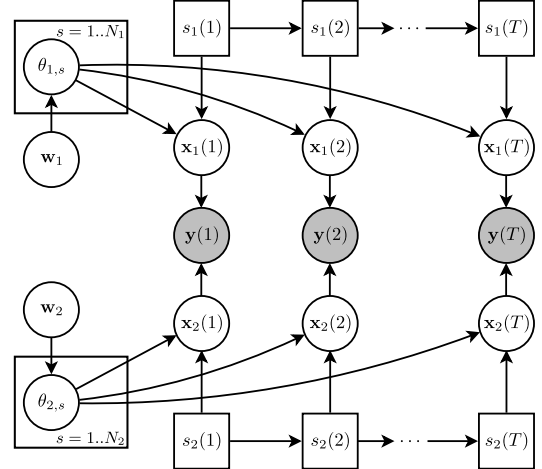 s = 1..N₁ s₁(1) s₁(2) ··· s₁(T)
θ₁,ₛ
w₁ x₁(1) x₁(2) x₁(T)
y(1) y(2) y(T)
w₂ x₂(1) x₂(2) x₂(T)
θ₂,ₛ
s = 1..N₂ s₂(1) s₂(2) ··· s₂(T)